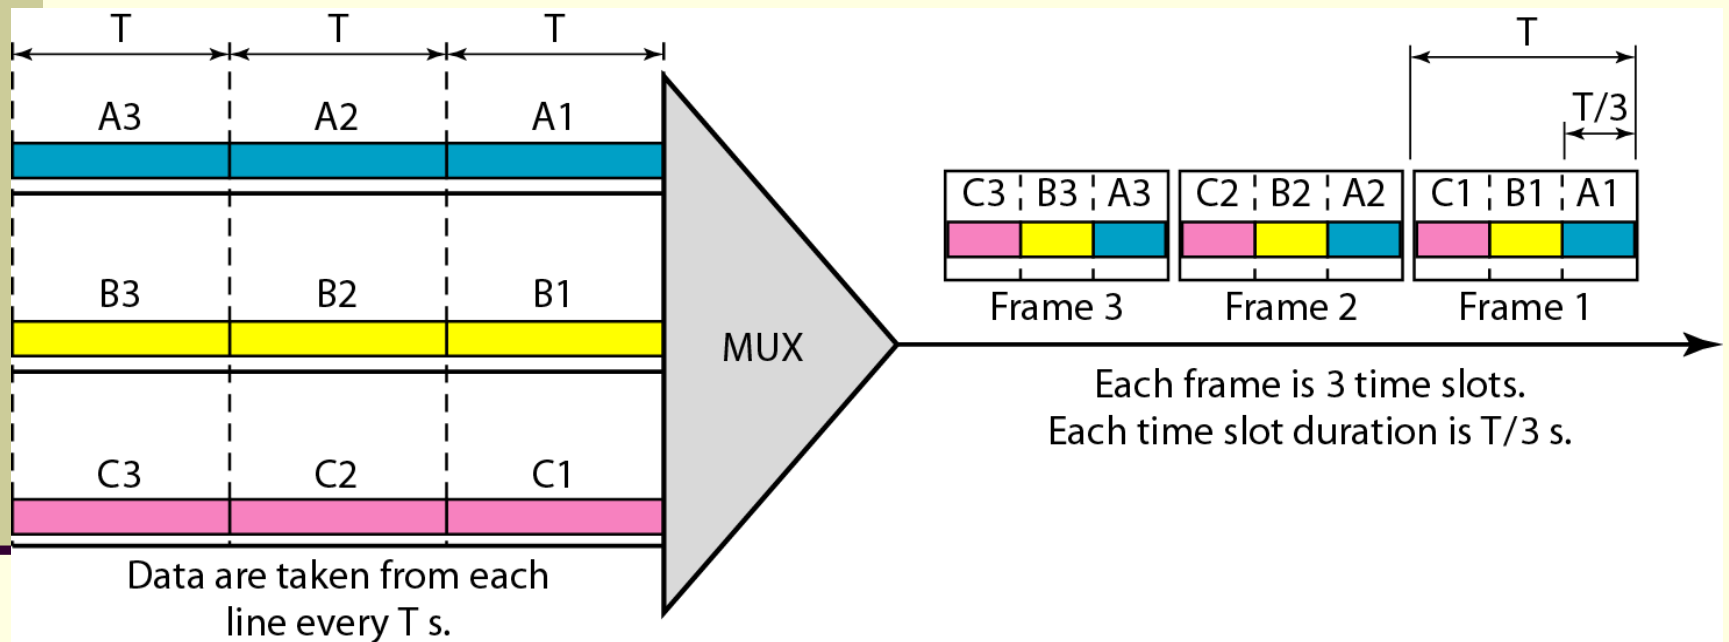 T T T
A3 A2 A1
B3 B2 B1
C3 C2 C1
Data are taken from each
line every T s.
MUX
T
T/3
C3 B3 A3 C2 B2 A2 C1 B1 A1
Frame 3 Frame 2 Frame 1
Each frame is 3 time slots.
Each time slot duration is T/3 s.